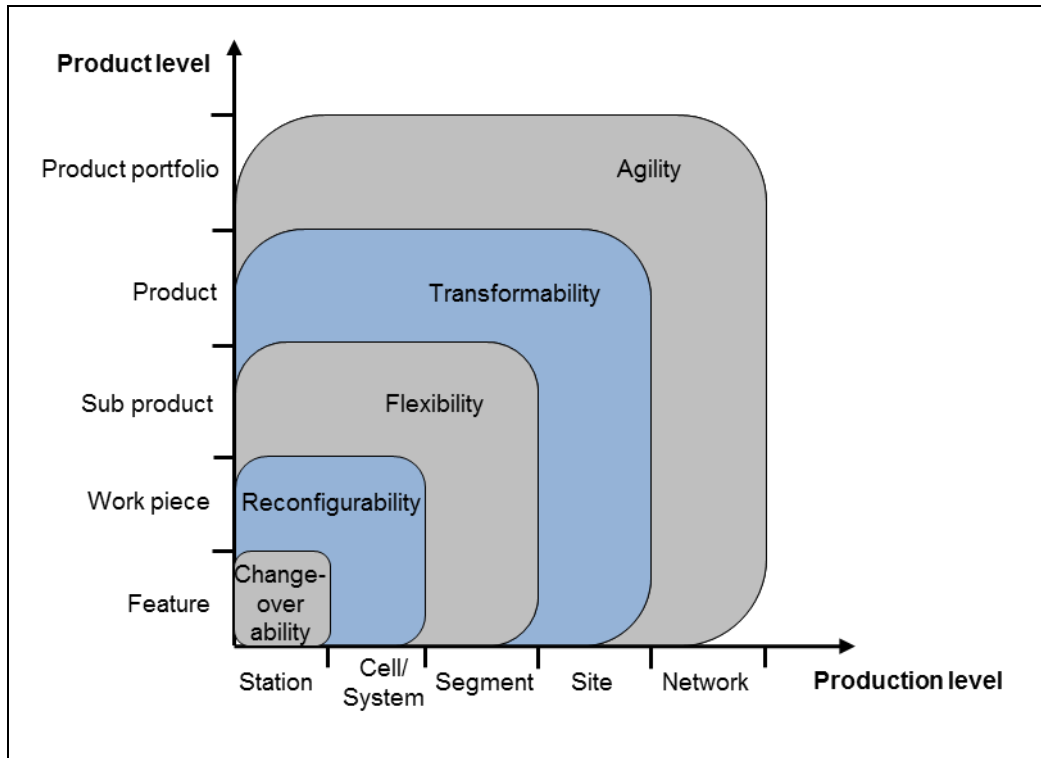 Product level
Product portfolio
Agility
Product
Transformability
Sub product
Flexibility
Work piece
Reconfigurability
Feature
Change-
over
ability
Station
Cell/
System
Segment
Site
Network
Production level